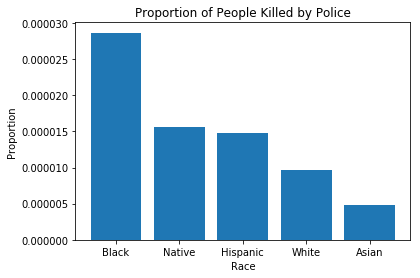 Proportion of People Killed by Police
0.000030
0.000025
0.000020
0.000015
0.000010
0.000005
0.000000
Proportion
Black Native Hispanic White Asian
Race